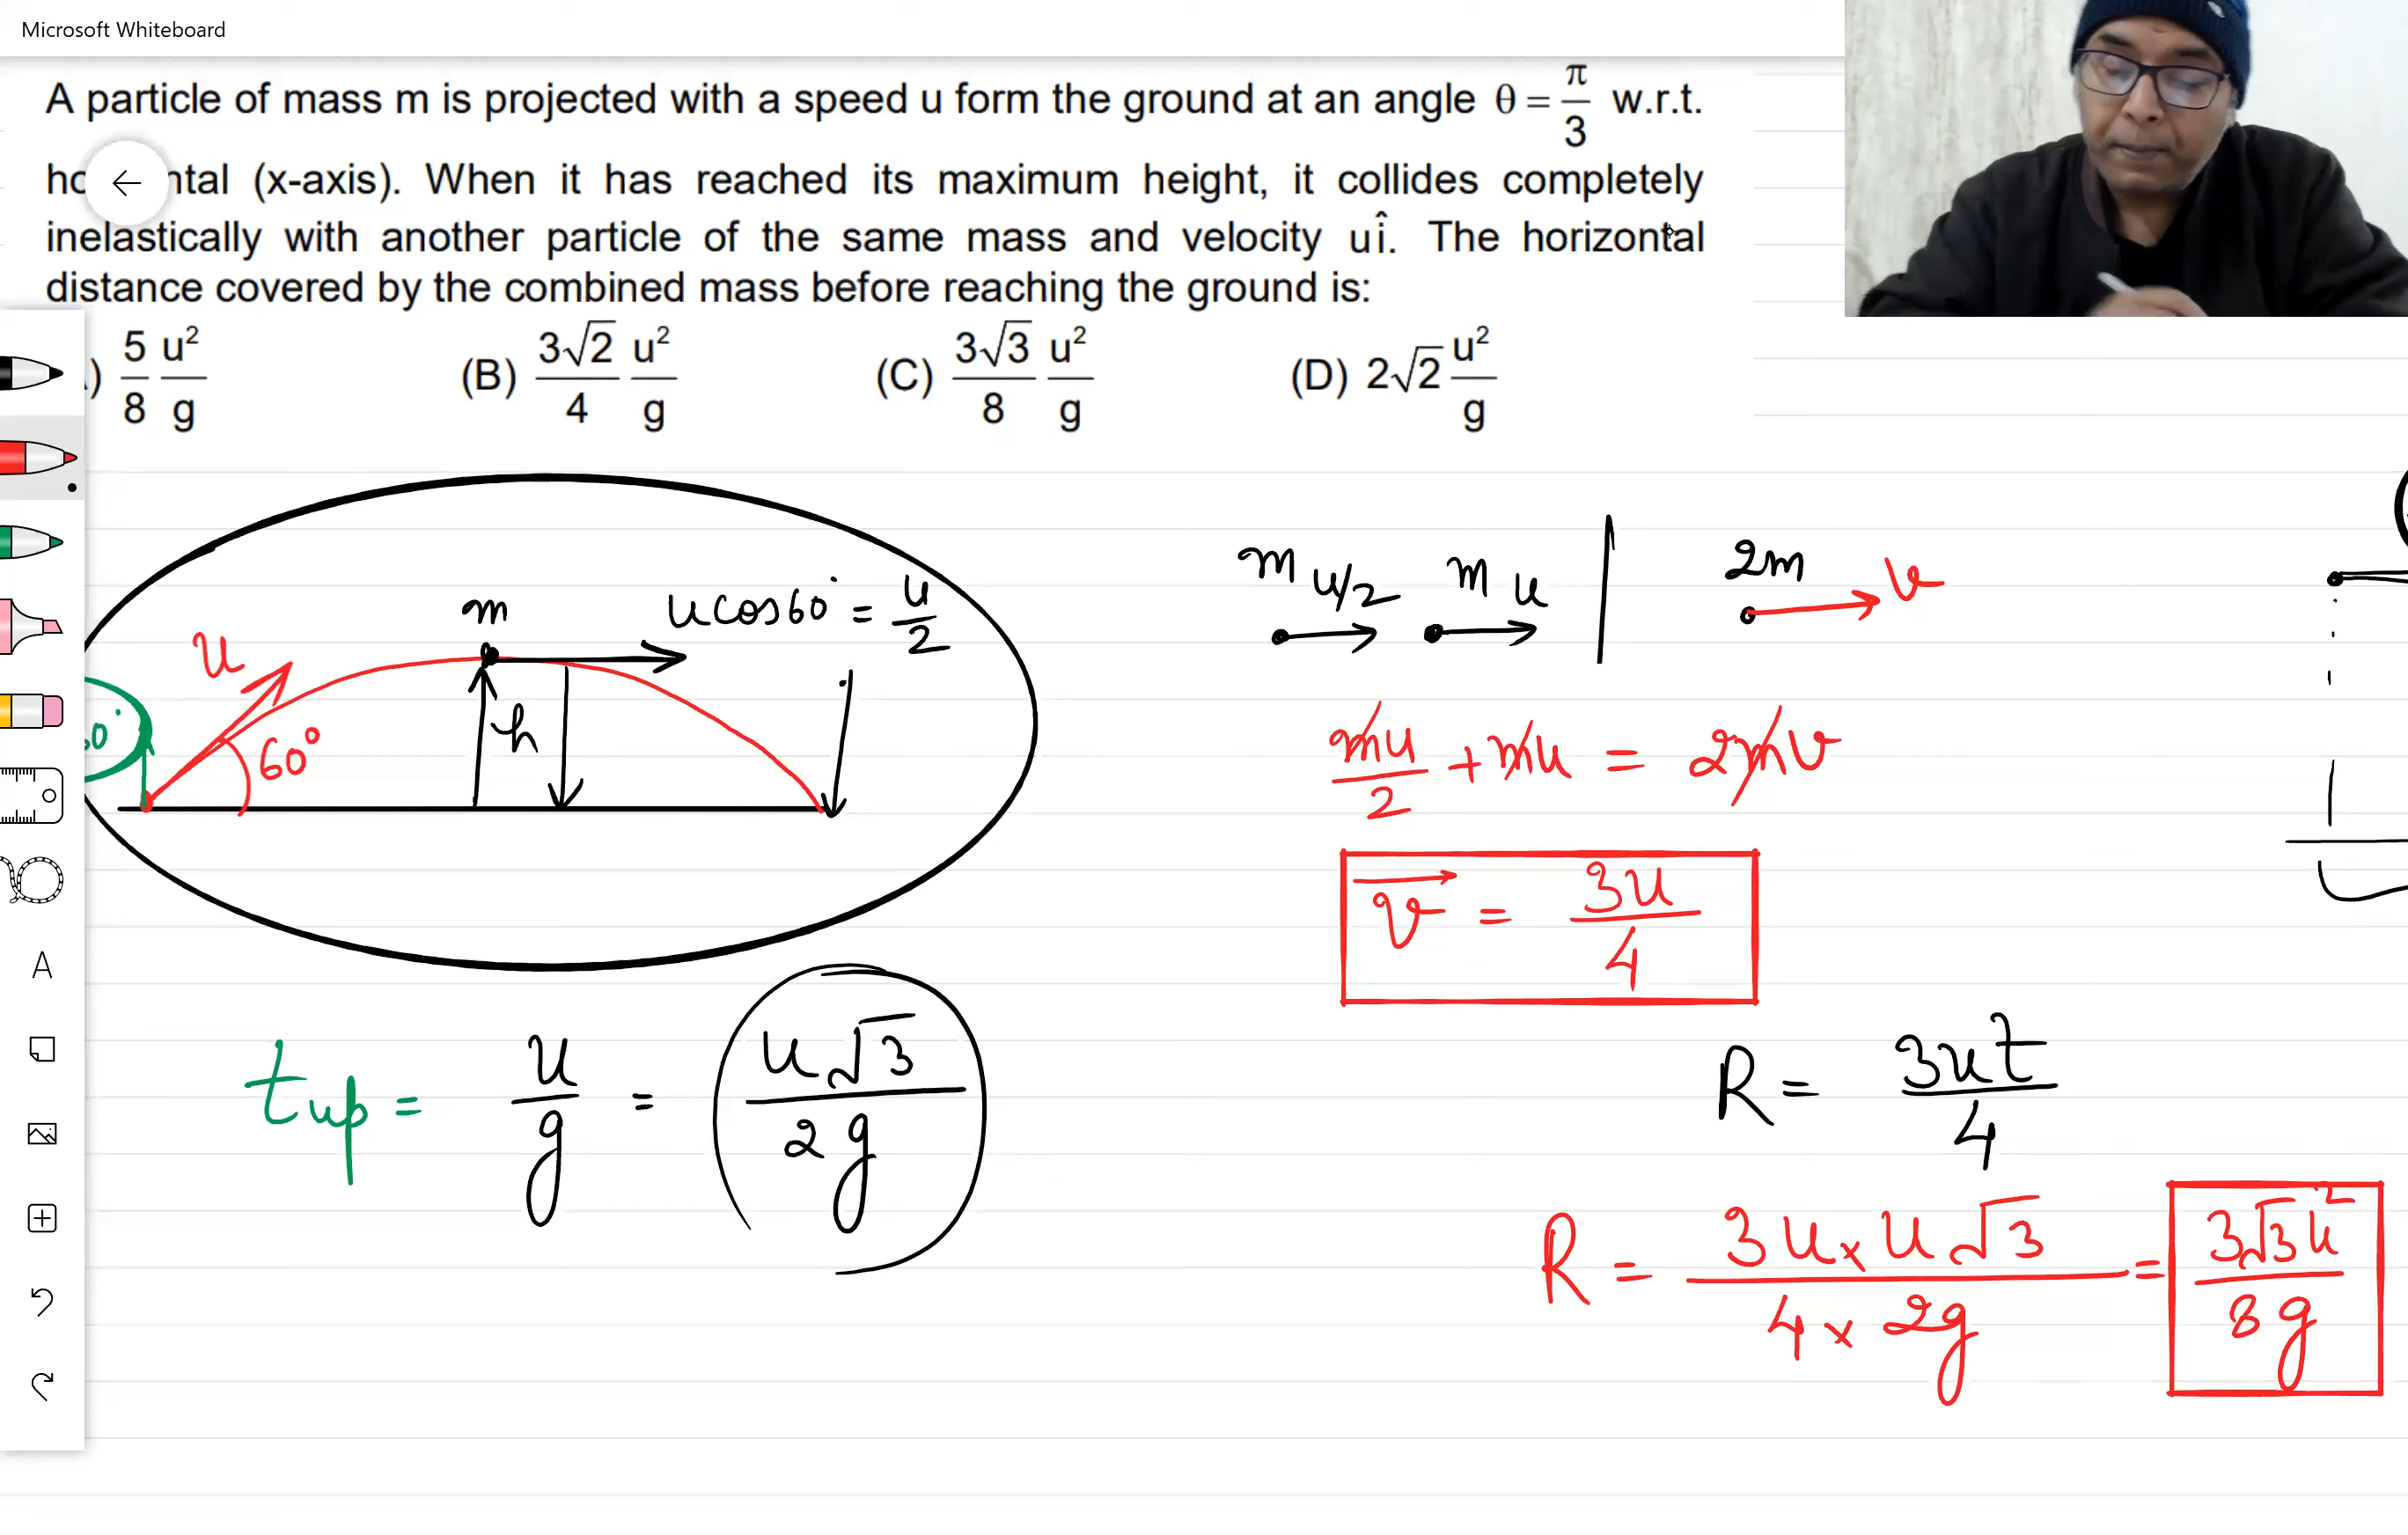 Microsoft Whiteboard
A particle of mass m is projected with a speed u form the ground at an angle θ = π/3 w.r.t.
ho ntal (x-axis). When it has reached its maximum height, it collides completely
inelastically with another particle of the same mass and velocity u î. The horizontal
distance covered by the combined mass before reaching the ground is:
) 5/8 u²/g (B) 3√2/4 u²/g (C) 3√3/8 u²/g (D) 2√2 u²/g
u
60°
m
h
u cos60° = u/2
0°
m u/2 m u 2m v
mu/2 + mu = 2mv
v = 3u/4
t up = u/g = u√3/2g
R = 3ut/4
R = 3u×u√3/4×2g = 3√3u²/8g
A